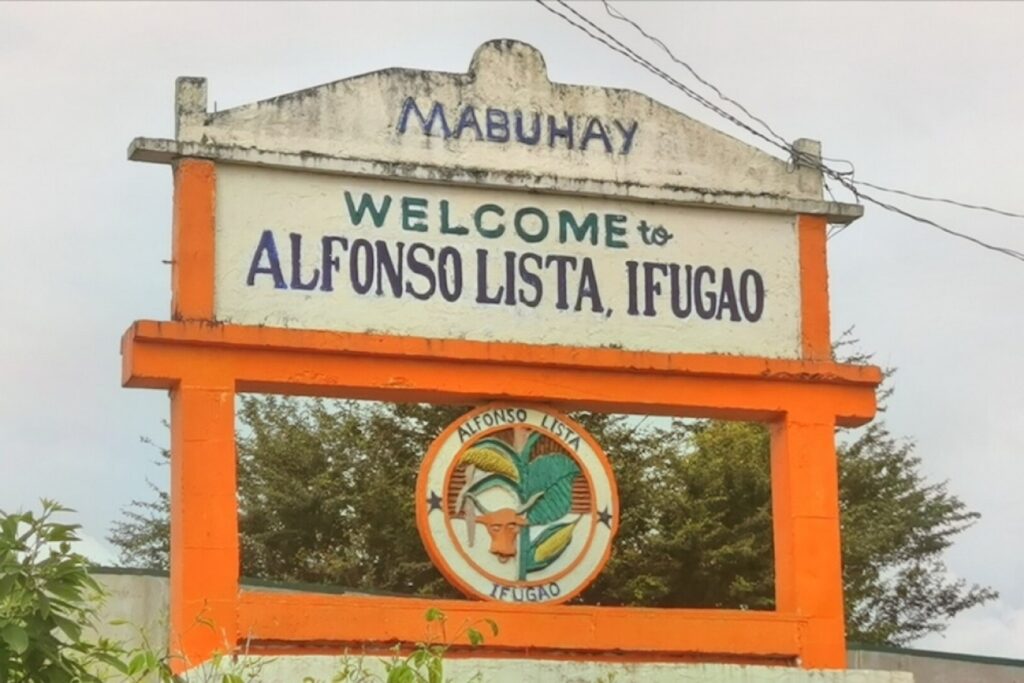 MABUHAY
WELCOME to
ALFONSO LISTA, IFUGAO
ALFONSO LISTA
IFUGAO